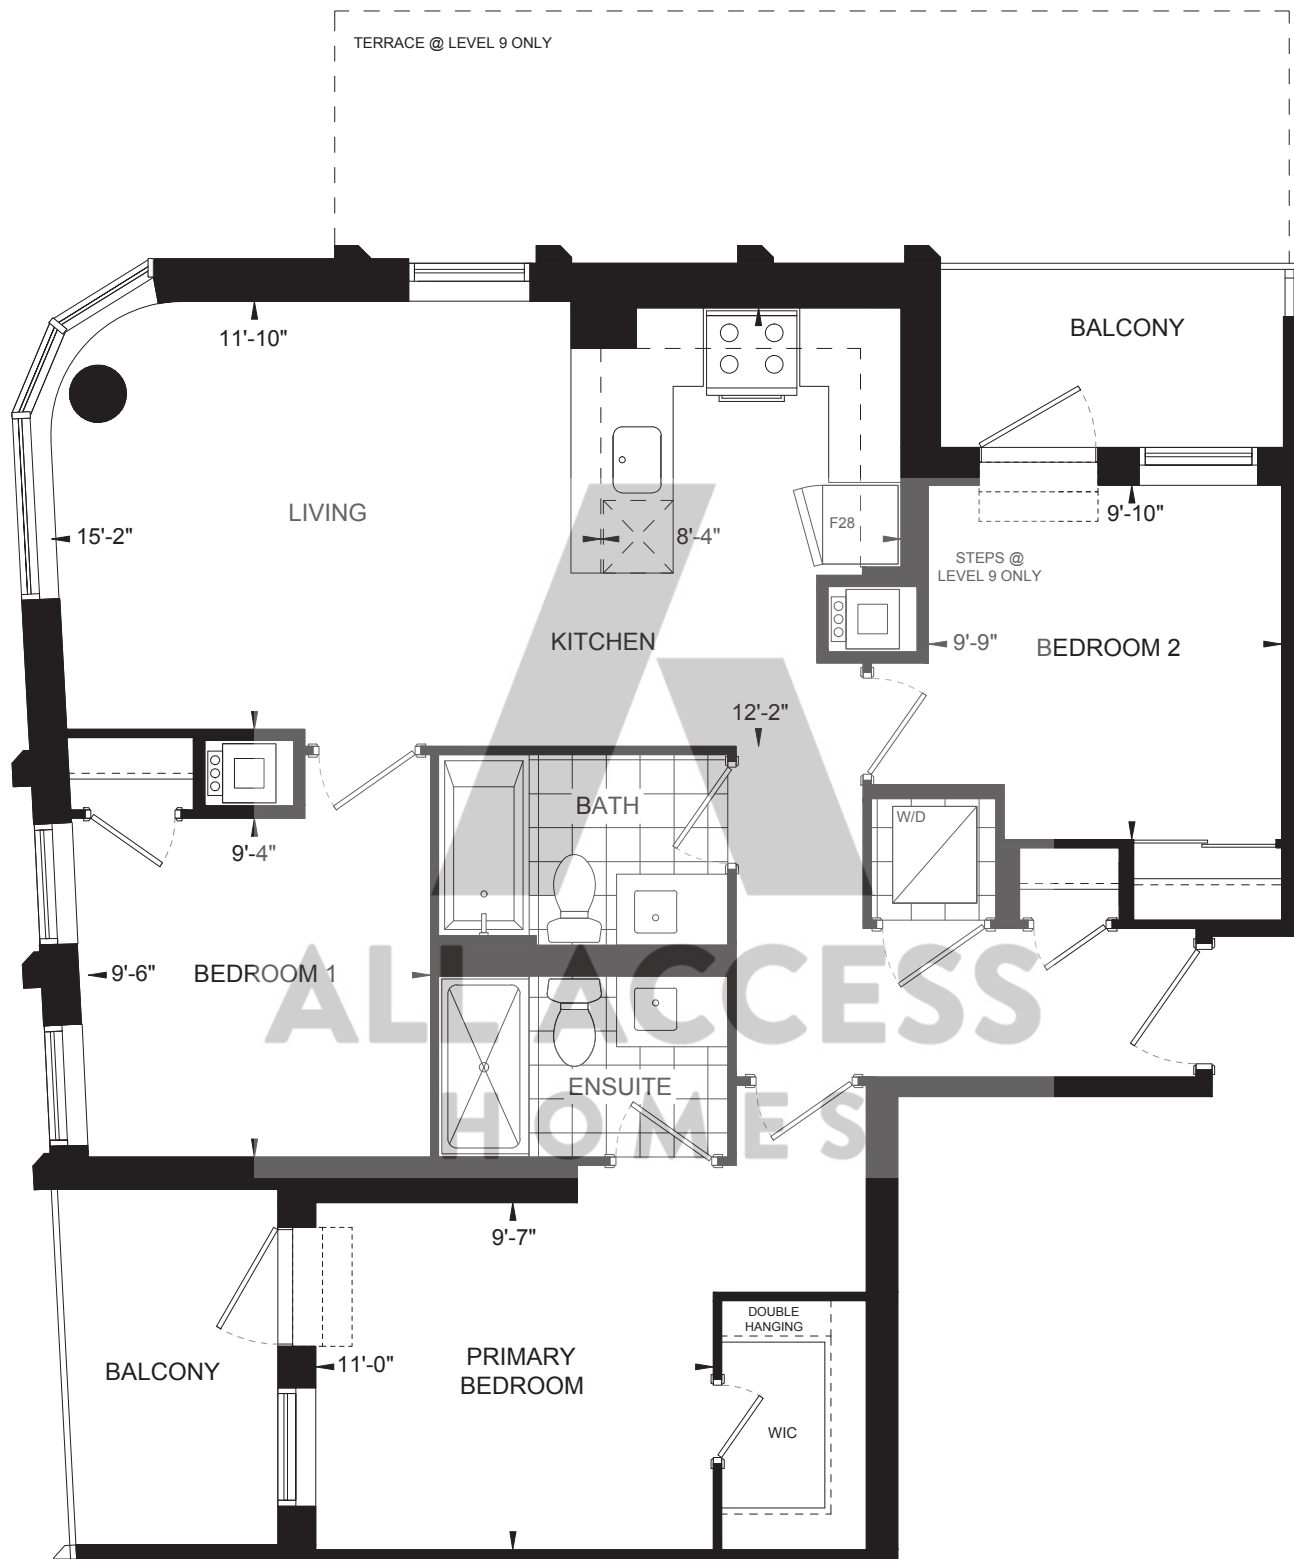 TERRACE @ LEVEL 9 ONLY
11'-10"
BALCONY
LIVING
15'-2"
8'-4"
F28
9'-10"
STEPS @
LEVEL 9 ONLY
KITCHEN
9'-9"
BEDROOM 2
12'-2"
BATH
W/D
9'-4"
9'-6"
BEDROOM 1
ALL ACCESS
HOMES
ENSUITE
9'-7"
DOUBLE
HANGING
BALCONY
11'-0"
PRIMARY
BEDROOM
WIC